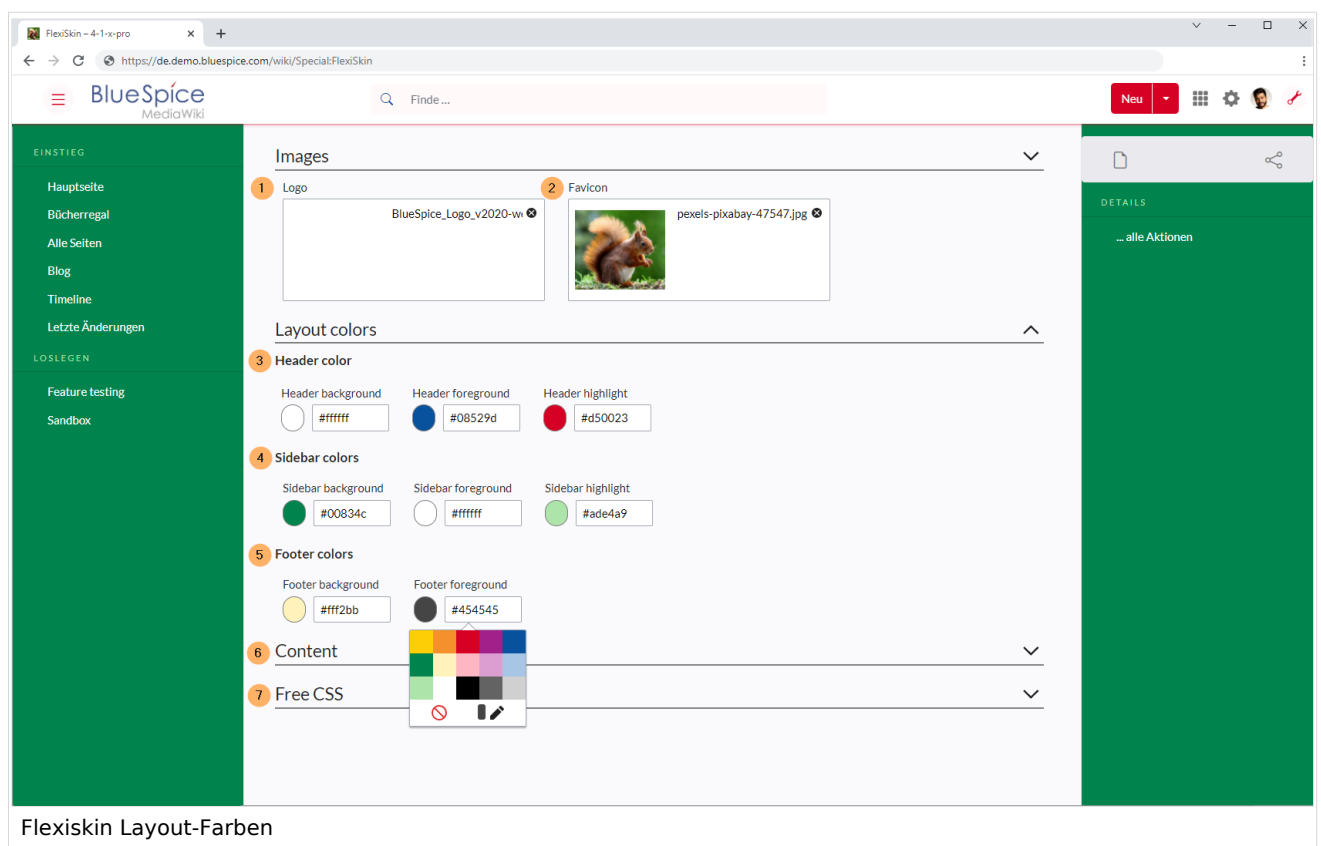 FlexiSkin – 4-1-x-pro
https://de.demo.bluespice.com/wiki/Special:FlexiSkin
BlueSpice
MediaWiki
Finde ...
Neu
EINSTIEG
Hauptseite
Bücherregal
Alle Seiten
Blog
Timeline
Letzte Änderungen
LOSLEGEN
Feature testing
Sandbox
Images
1 Logo 2 Favicon
BlueSpice_Logo_v2020-w pexels-pixabay-47547.jpg
Layout colors
3 Header color
Header background Header foreground Header highlight
#ffffff #08529d #d50023
4 Sidebar colors
Sidebar background Sidebar foreground Sidebar highlight
#00834c #ffffff #ade4a9
5 Footer colors
Footer background Footer foreground
#fff2bb #454545
6 Content
7 Free CSS
DETAILS
... alle Aktionen
Flexiskin Layout-Farben